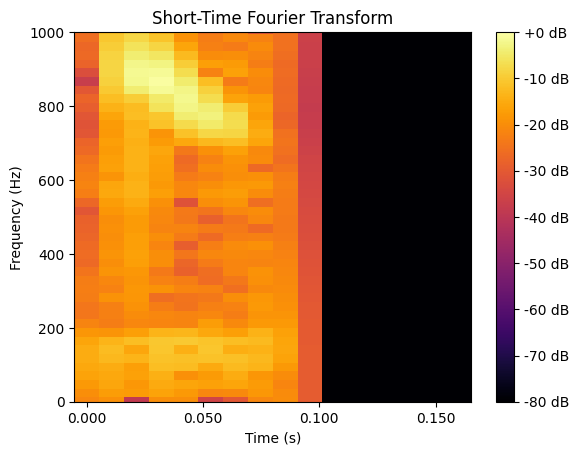 Short-Time Fourier Transform
Frequency (Hz)
1000
800
600
400
200
0
0.000 0.050 0.100 0.150
Time (s)
+0 dB
-10 dB
-20 dB
-30 dB
-40 dB
-50 dB
-60 dB
-70 dB
-80 dB